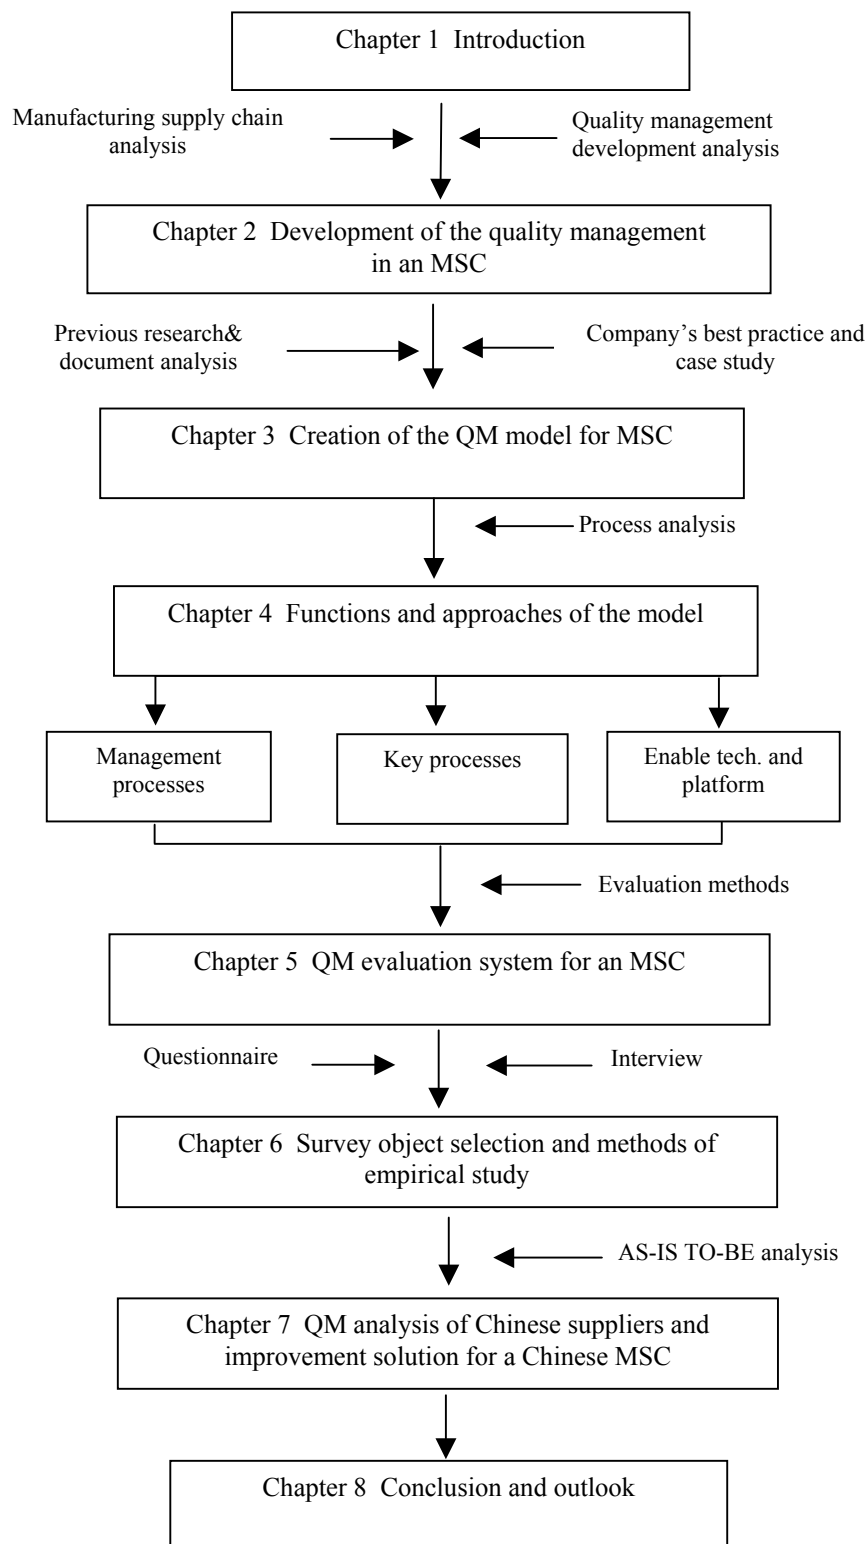 Chapter 1  Introduction
Manufacturing supply chain
analysis
Quality management
development analysis
Chapter 2  Development of the quality management
in an MSC
Previous research&
document analysis
Company’s best practice and
case study
Chapter 3  Creation of the QM model for MSC
Process analysis
Chapter 4  Functions and approaches of the model
Management
processes
Key processes
Enable tech. and
platform
Evaluation methods
Chapter 5  QM evaluation system for an MSC
Questionnaire
Interview
Chapter 6  Survey object selection and methods of
empirical study
AS-IS TO-BE analysis
Chapter 7  QM analysis of Chinese suppliers and
improvement solution for a Chinese MSC
Chapter 8  Conclusion and outlook